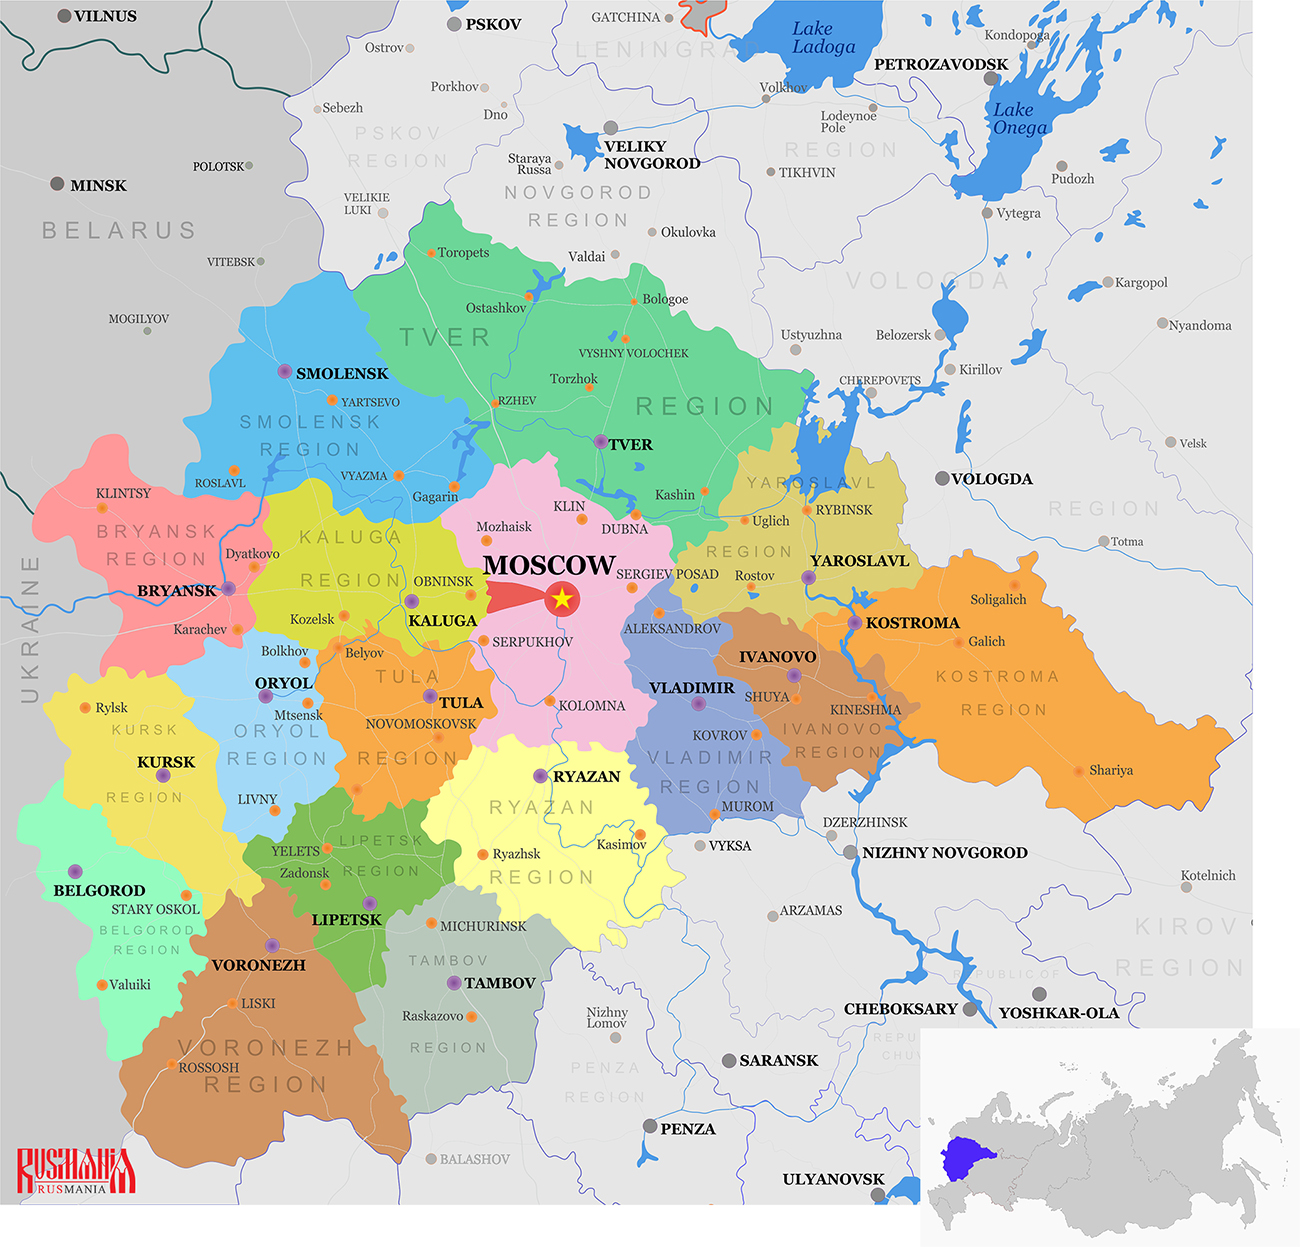 VILNUS
PSKOV
GATCHINA
LENINGRAD
Lake
Ladoga
Kondopoga
Ostrov
PETROZAVODSK
Porkhov
Volkhov
Sebezh
Dno
Lodeynoe
Pole
Lake
Onega
PSKOV
REGION
VELIKY
NOVGOROD
REGION
POLOTSK
Staraya
Russa
TIKHVIN
Pudozh
MINSK
NOVGOROD
REGION
VELIKIE
LUKI
Vytegra
BELARUS
Okulovka
Toropets
Valdai
VITEBSK
VOLOGDA
Kargopol
Ostashkov
Bologoe
MOGILYOV
TVER
Ustyuzhna
Belozersk
Nyandoma
VYSHNY VOLOCHEK
SMOLENSK
Torzhok
CHEREPOVETS
Kirillov
YARTSEVO
RZHEV
REGION
SMOLENSK
REGION
TVER
Velsk
ROSLAVL
VYAZMA
Gagarin
Kashin
YAROSLAVL
VOLOGDA
KLINTSY
KLIN
DUBNA
Uglich
RYBINSK
REGION
BRYANSK
REGION
KALUGA
Mozhaisk
Totma
REGION
Dyatkovo
MOSCOW
YAROSLAVL
UKRAINE
REGION
OBNINSK
SERGIEV POSAD
Rostov
BRYANSK
Soligalich
Kozelsk
KALUGA
ALEKSANDROV
KOSTROMA
Karachev
SERPUKHOV
Galich
Bolkhov
Belyov
IVANOVO
TULA
KOSTROMA
REGION
ORYOL
TULA
VLADIMIR
SHUYA
KINESHMA
Rylsk
Mtsensk
KOLOMNA
NOVOMOSKOVSK
KURSK
ORYOL
REGION
KOVROV
IVANOVO
REGION
REGION
VLADIMIR
REGION
KURSK
RYAZAN
Shariya
REGION
LIVNY
RYAZAN
MUROM
DZERZHINSK
LIPETSK
REGION
YELETS
Kasimov
VYKSA
NIZHNY NOVGOROD
Ryazhsk
Zadonsk
REGION
Kotelnich
BELGOROD
STARY OSKOL
LIPETSK
ARZAMAS
BELGOROD
REGION
MICHURINSK
KIROV
REGION
VORONEZH
TAMBOV
TAMBOV
REPUBLIC OF
Valuiki
LISKI
Raskazovo
Nizhny
Lomov
CHEBOKSARY
YOSHKAR-OLA
VORONEZH
REGION
REGION
ROSSOSH
SARANSK
REPU
CHUV
PENZA
REGION
PENZA
BALASHOV
ULYANOVSK
RUSMANIA
RUSMANIA